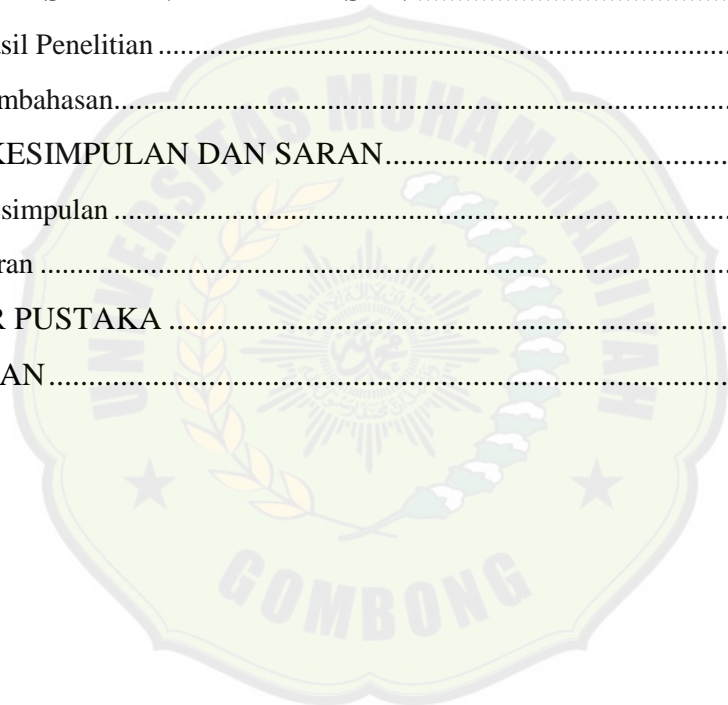 sil Penelitian ..........................................................................................
mbahasan................................................................................................
KESIMPULAN DAN SARAN.....................................................
simpulan ...............................................................................................
ran ..........................................................................................................
R PUSTAKA ....................................................................................
AN.........................................................................................................
UNIVERSITAS MUHAMMADIYAH
GOMBONG